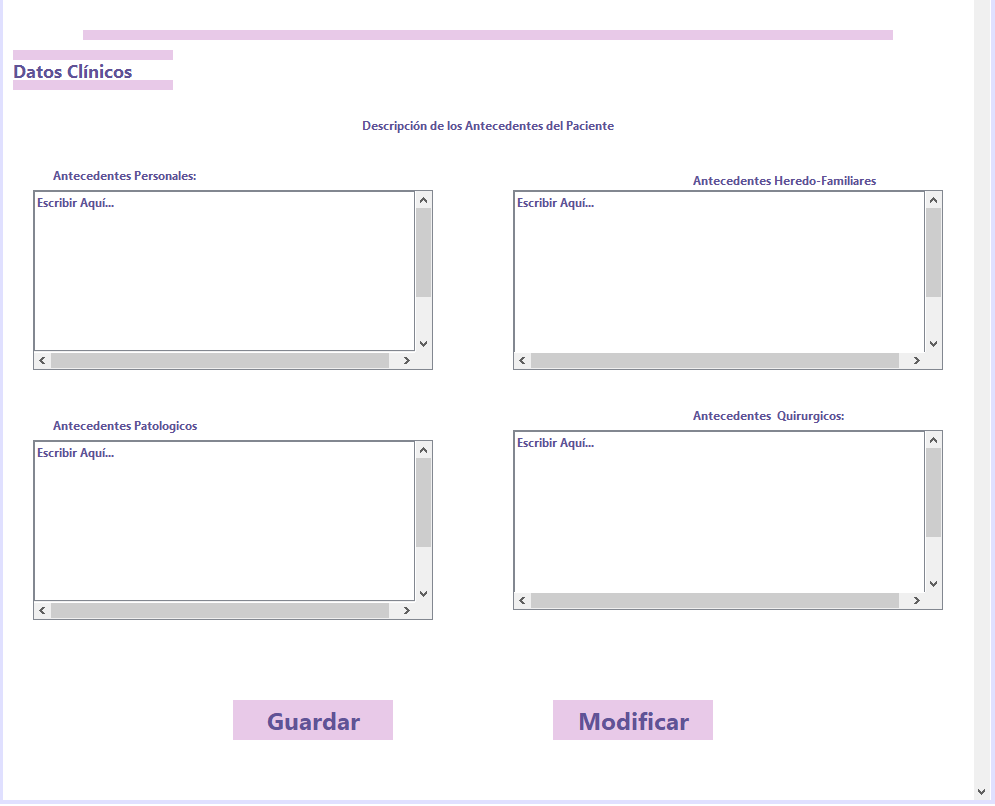 Datos Clínicos
Descripción de los Antecedentes del Paciente
Antecedentes Personales:
Escribir Aquí...
Antecedentes Heredo-Familiares
Escribir Aquí...
Antecedentes Patologicos
Escribir Aquí...
Antecedentes  Quirurgicos:
Escribir Aquí...
Guardar
Modificar